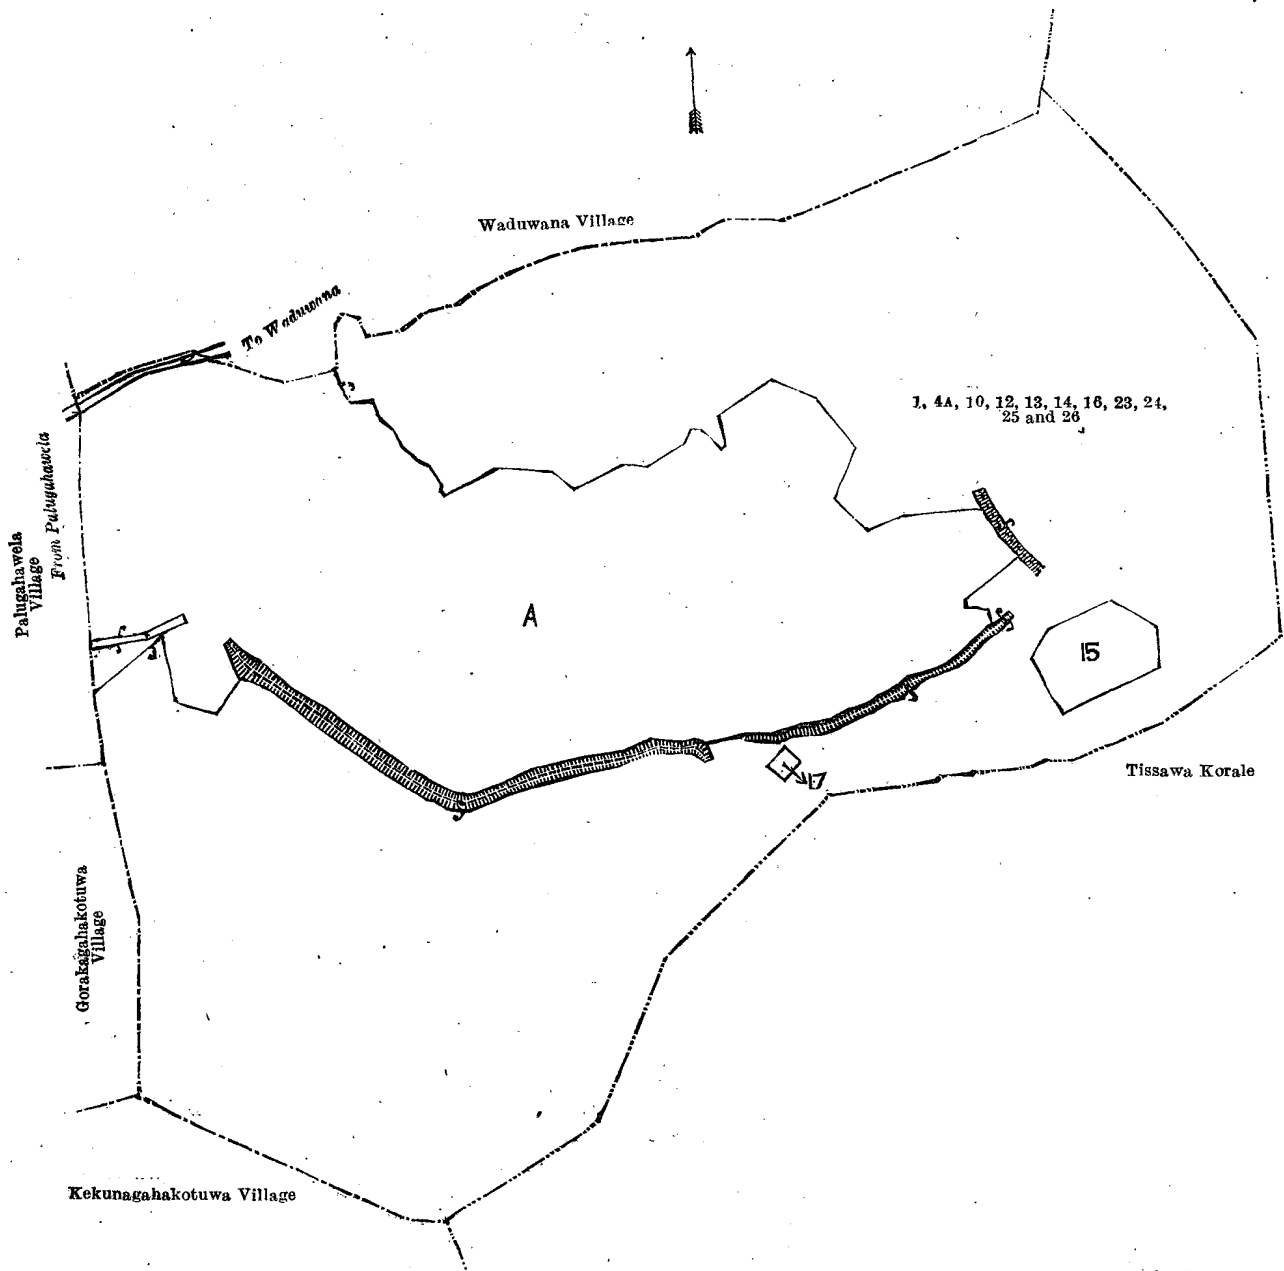 Waduwana Village
To Waduwana
1, 4A, 10, 12, 13, 14, 16, 23, 24,
25 and 26
From Palugahawela
Palugahawela
Village
A
15
17
Tissawa Korale
Gorakagahakotuwa
Village
Kekunagahakotuwa Village